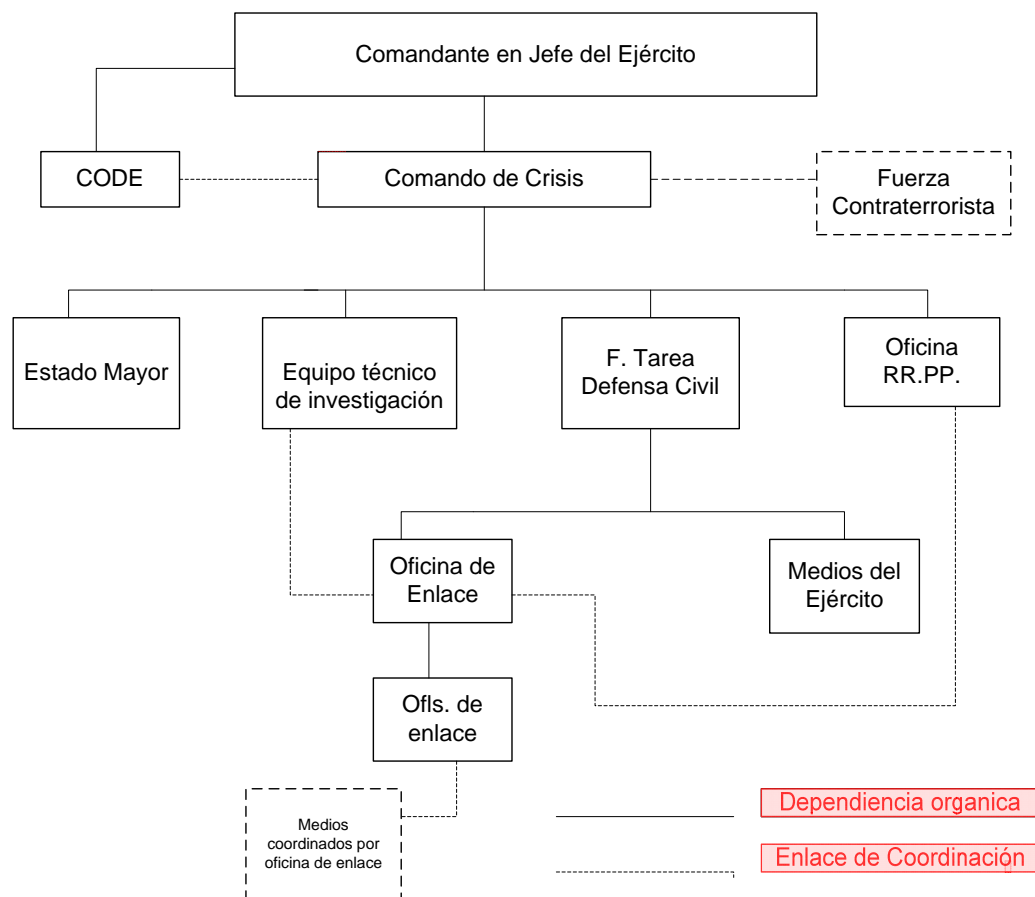 Comandante en Jefe del Ejército
CODE
Comando de Crisis
Fuerza
Contraterrorista
Estado Mayor
Equipo técnico
de investigación
F. Tarea
Defensa Civil
Oficina
RR.PP.
Oficina de
Enlace
Medios del
Ejército
Ofls. de
enlace
Medios
coordinados por
oficina de enlace
Dependiencia organica
Enlace de Coordinación